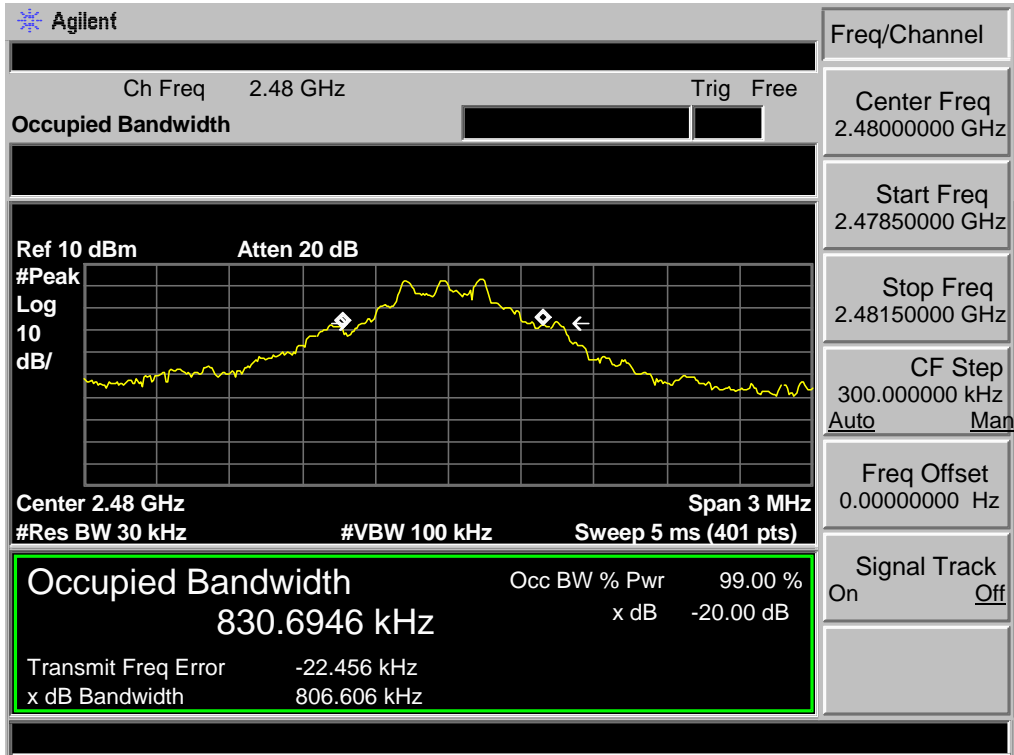 Agilent
Ch Freq 2.48 GHz Trig Free
Occupied Bandwidth
Ref 10 dBm Atten 20 dB
#Peak
Log
10
dB/
Center 2.48 GHz Span 3 MHz
#Res BW 30 kHz #VBW 100 kHz Sweep 5 ms (401 pts)
Occupied Bandwidth
830.6946 kHz
Occ BW % Pwr 99.00 %
x dB -20.00 dB
Transmit Freq Error -22.456 kHz
x dB Bandwidth 806.606 kHz
Freq/Channel
Center Freq
2.48000000 GHz
Start Freq
2.47850000 GHz
Stop Freq
2.48150000 GHz
CF Step
300.000000 kHz
Auto Man
Freq Offset
0.00000000 Hz
Signal Track
On Off